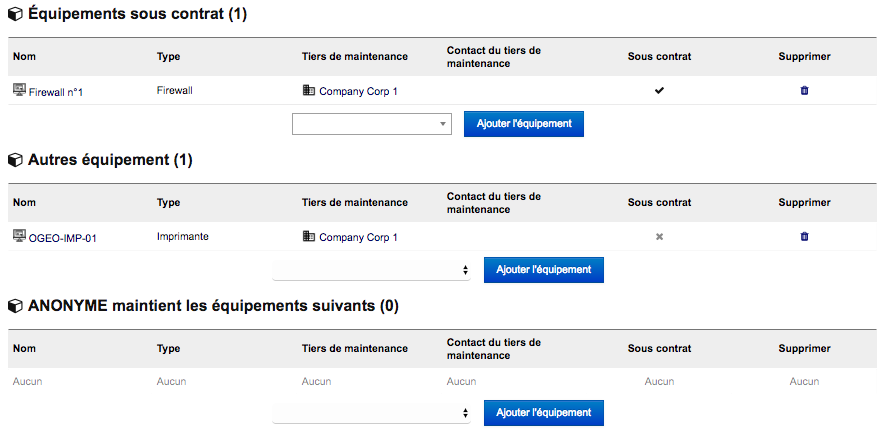 Équipements sous contrat (1)
Nom Type Tiers de maintenance Contact du tiers de maintenance Sous contrat Supprimer
Firewall n°1 Firewall Company Corp 1
Ajouter l'équipement
Autres équipement (1)
Nom Type Tiers de maintenance Contact du tiers de maintenance Sous contrat Supprimer
OGEO-IMP-01 Imprimante Company Corp 1
Ajouter l'équipement
ANONYME maintient les équipements suivants (0)
Nom Type Tiers de maintenance Contact du tiers de maintenance Sous contrat Supprimer
Aucun Aucun Aucun Aucun Aucun Aucun
Ajouter l'équipement